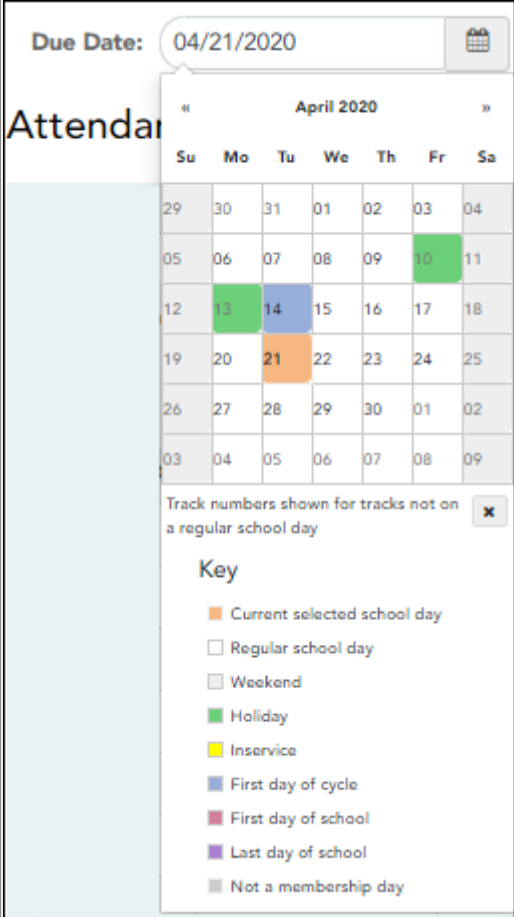 Due Date: 04/21/2020
Attenda
« April 2020 »
Su Mo Tu We Th Fr Sa
29 30 31 01 02 03 04
05 06 07 08 09 10 11
12 13 14 15 16 17 18
19 20 21 22 23 24 25
26 27 28 29 30 01 02
03 04 05 06 07 08 09
Track numbers shown for tracks not on
a regular school day
Key
Current selected school day
Regular school day
Weekend
Holiday
Inservice
First day of cycle
First day of school
Last day of school
Not a membership day